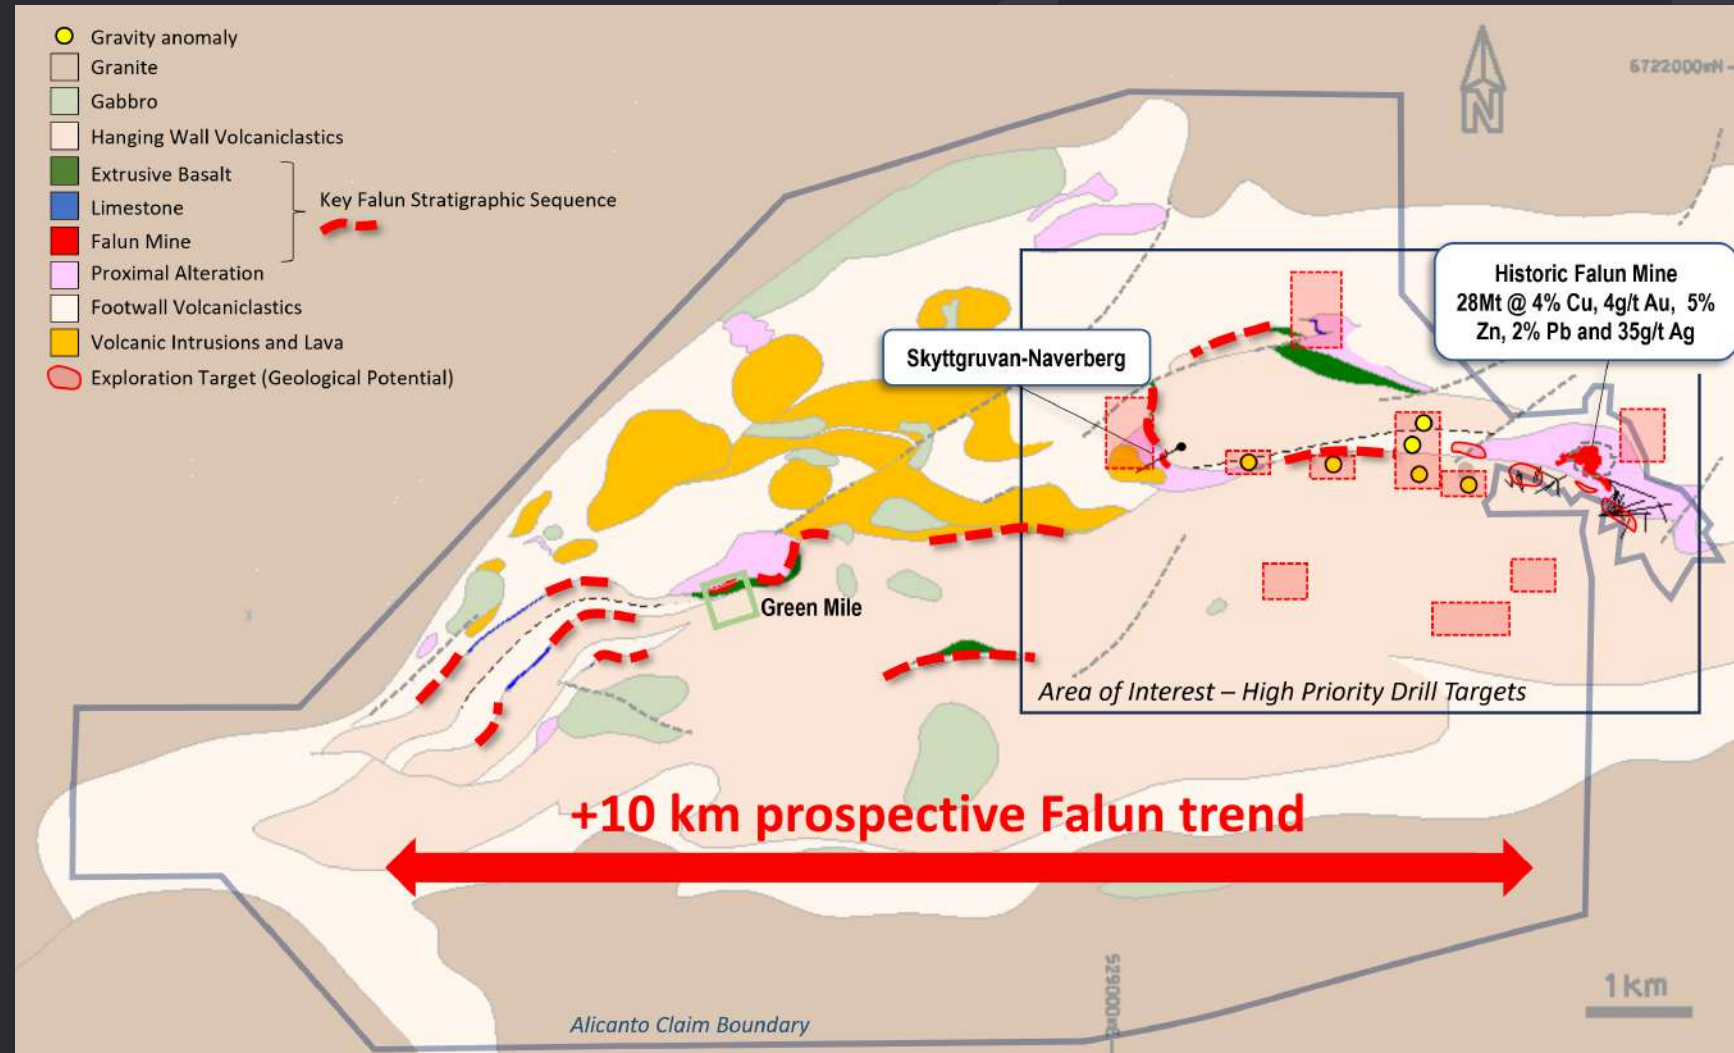 Gravity anomaly
Granite
Gabbro
Hanging Wall Volcaniclastics
Extrusive Basalt
Limestone
Falun Mine
Key Falun Stratigraphic Sequence
Proximal Alteration
Footwall Volcaniclastics
Volcanic Intrusions and Lava
Exploration Target (Geological Potential)
N
6722000mN
Historic Falun Mine
28Mt @ 4% Cu, 4g/t Au, 5%
Zn, 2% Pb and 35g/t Ag
Skyttgruvan-Naverberg
Green Mile
Area of Interest – High Priority Drill Targets
+10 km prospective Falun trend
529000mE
1km
Alicanto Claim Boundary